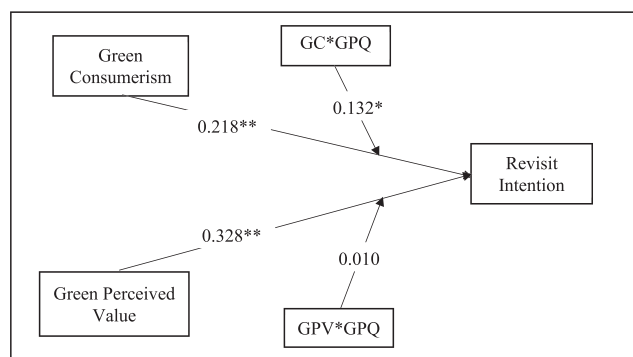 Green
Consumerism
GC*GPQ
0.132*
0.218**
Revisit
Intention
0.328**
0.010
Green Perceived
Value
GPV*GPQ